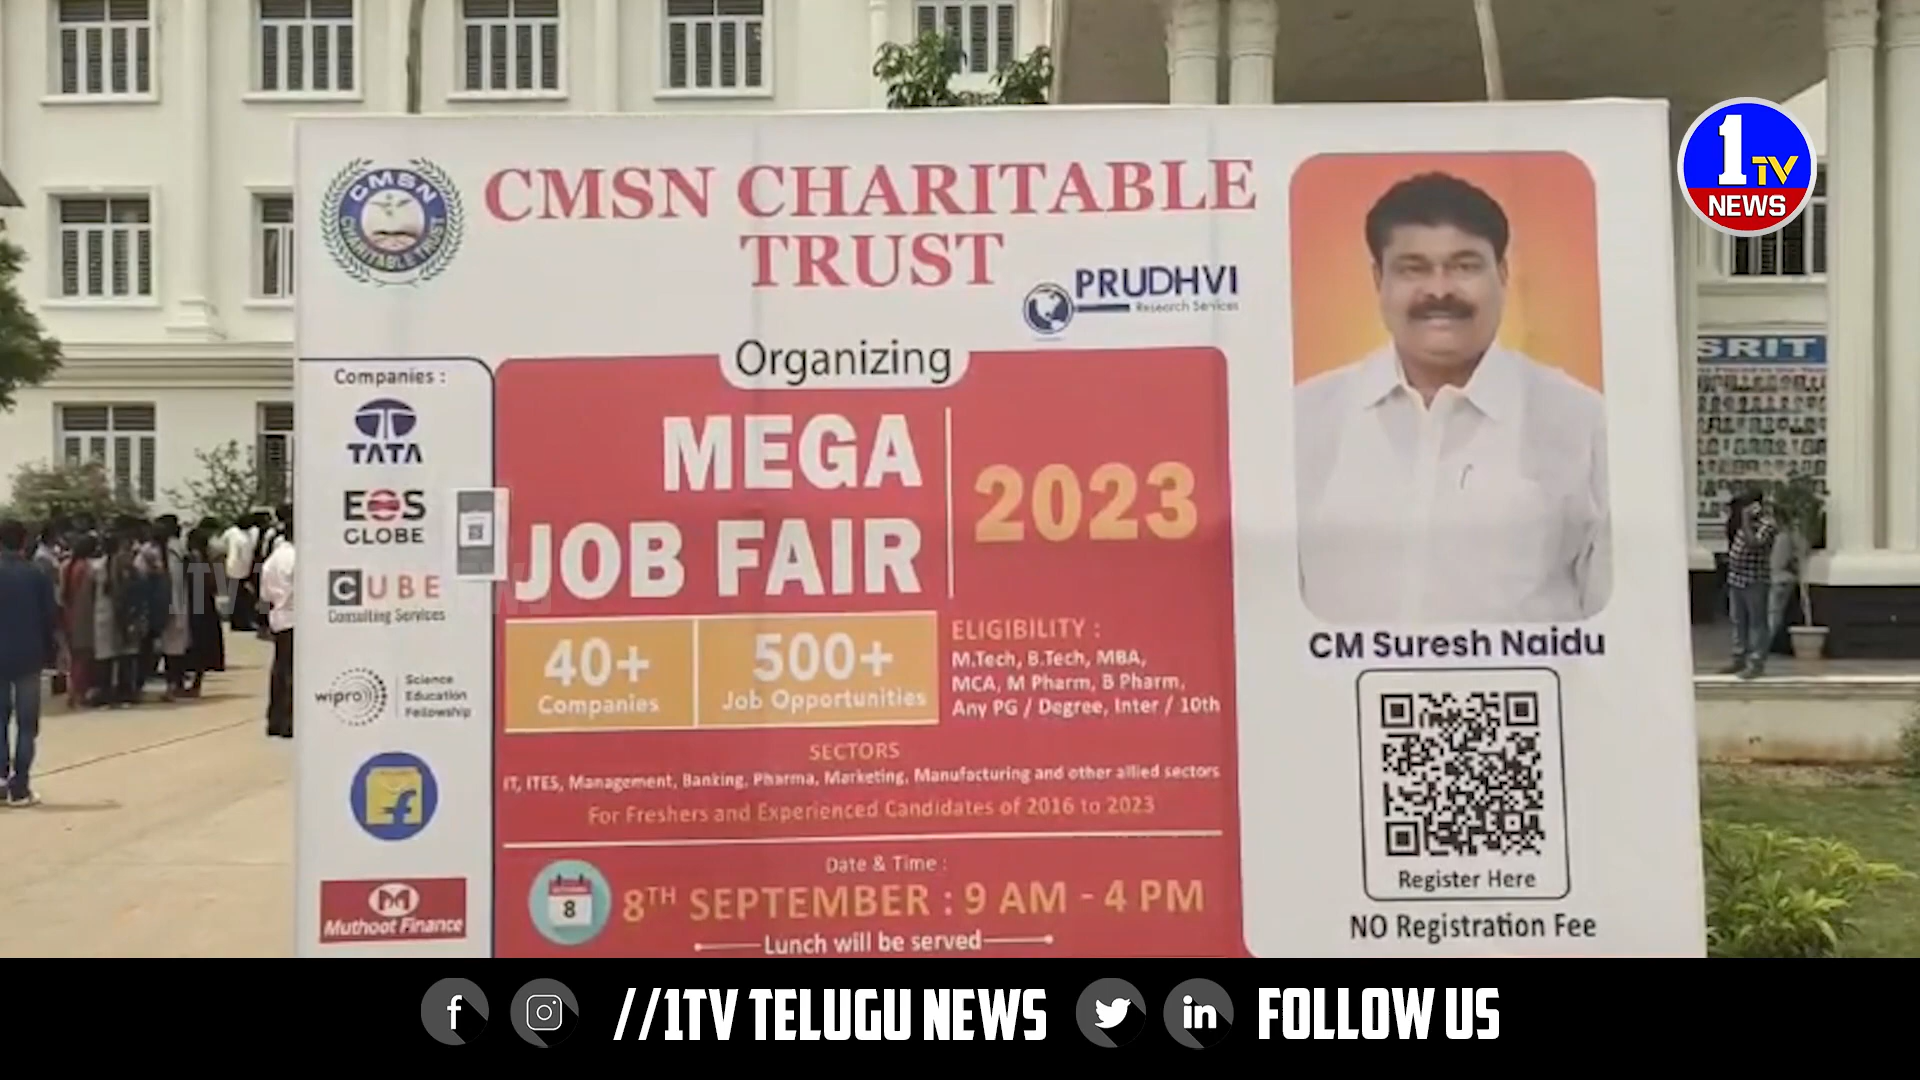 CMSN
CHARITABLE TRUST
CMSN CHARITABLE
TRUST
PRUDHVI
Research Services
1TV
NEWS
SRIT
Organizing
Companies :
TATA
EOS
GLOBE
CUBE
Consulting Services
wipro
Science
Education
Fellowship
Muthoot Finance
MEGA
JOB FAIR
2023
40+
Companies
500+
Job Opportunities
ELIGIBILITY :
M.Tech, B.Tech, MBA,
MCA, M Pharm, B Pharm,
Any PG / Degree, Inter / 10th
SECTORS
IT, ITES, Management, Banking, Pharma, Marketing, Manufacturing and other allied sectors
For Freshers and Experienced Candidates of 2016 to 2023
Date & Time :
8
8TH SEPTEMBER : 9 AM - 4 PM
Lunch will be served
CM Suresh Naidu
Register Here
NO Registration Fee
//1TV TELUGU NEWS
FOLLOW US